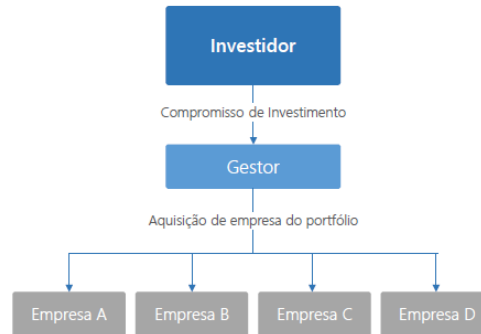 Investidor
Compromisso de Investimento
Gestor
Aquisição de empresa do portfólio
Empresa A
Empresa B
Empresa C
Empresa D